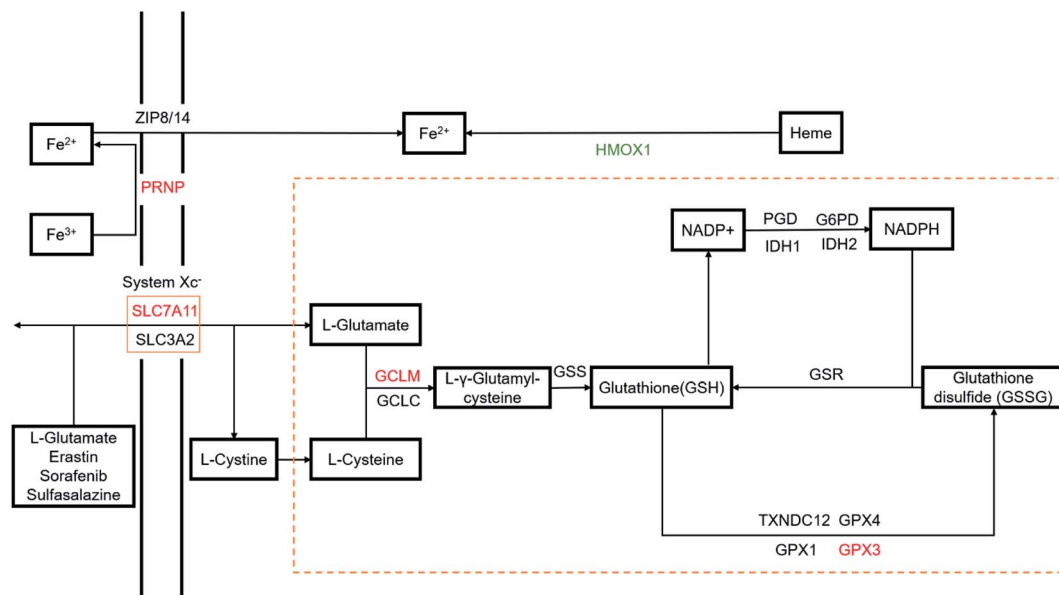 ZIP8/14
Fe²⁺
Fe²⁺
Heme
HMOX1
PRNP
Fe³⁺
NADP+
PGD G6PD
IDH1 IDH2
NADPH
System Xc⁻
SLC7A11
SLC3A2
L-Glutamate
GCLM
GCLC
L-γ-Glutamyl-
cysteine
GSS
Glutathione(GSH)
GSR
Glutathione
disulfide (GSSG)
L-Glutamate
Erastin
Sorafenib
Sulfasalazine
L-Cystine
L-Cysteine
TXNDC12 GPX4
GPX1 GPX3